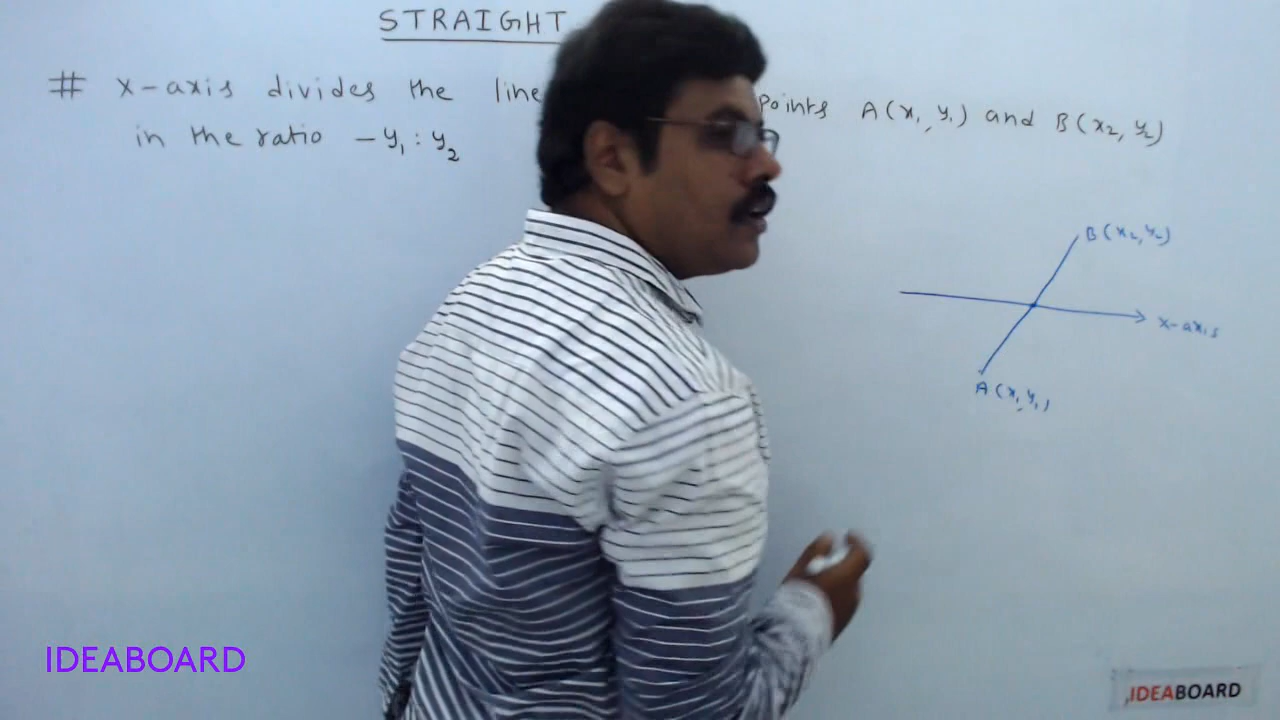 STRAIGHT
# x-axis divides the line points A(x₁, y₁) and B(x₂, y₂)
in the ratio -y₁ : y₂
B(x₂, y₂)
x-axis
A(x₁, y₁)
IDEABOARD
IDEABOARD